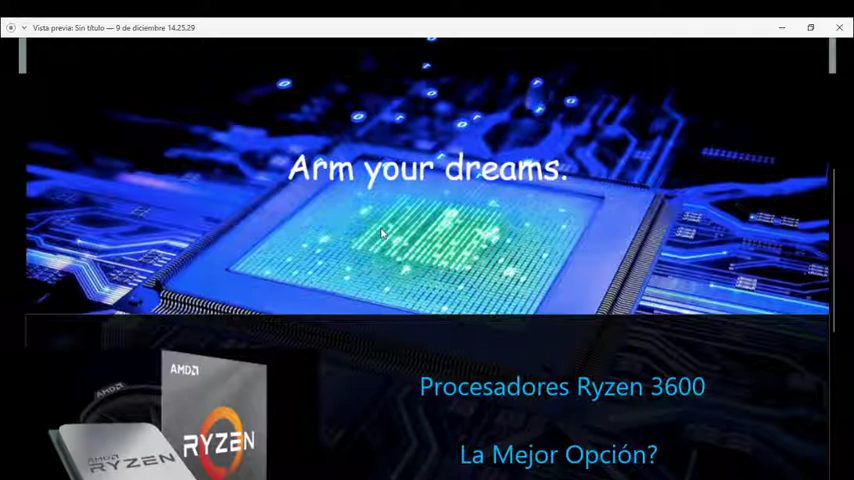 Vista previa: Sin título — 9 de diciembre 14.25.29
Arm your dreams.
AMD
RYZEN
AMD
RYZEN
Procesadores Ryzen 3600
La Mejor Opción?